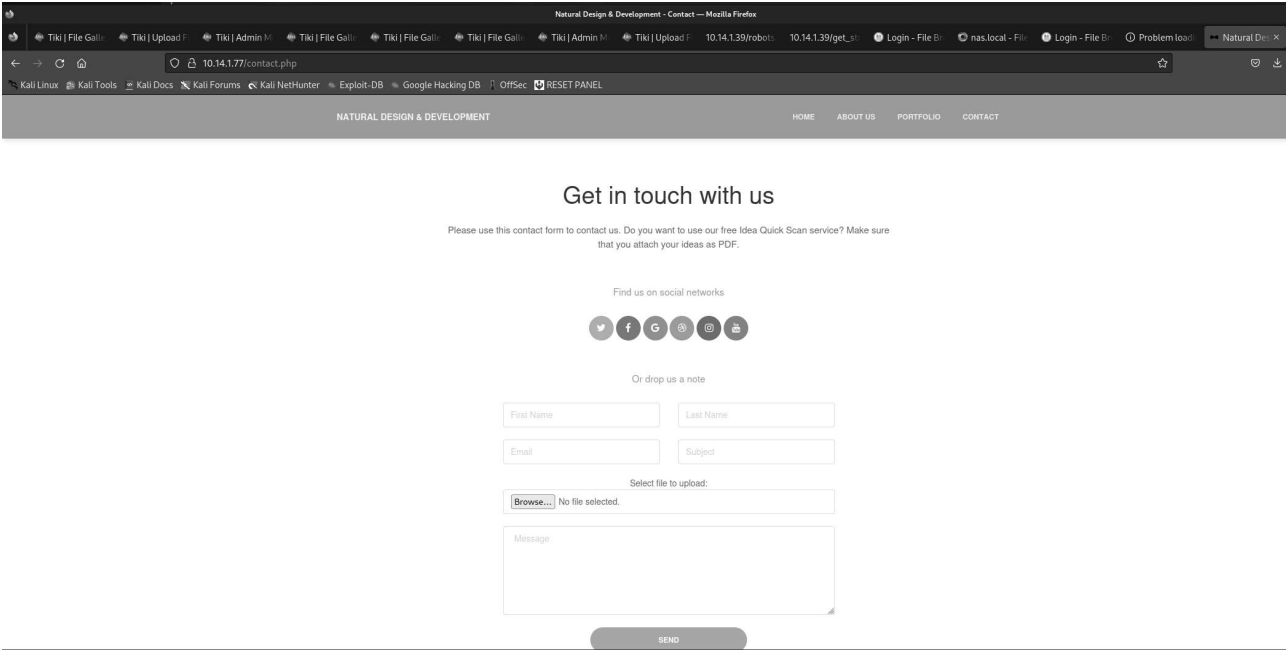 Natural Design & Development - Contact — Mozilla Firefox
Tiki | File Galle Tiki | Upload F Tiki | Admin M Tiki | File Galle Tiki | File Galle Tiki | File Galle Tiki | Admin M Tiki | Upload F 10.14.1.39/robots 10.14.1.39/get_st Login - File Br nas.local - File Login - File Br Problem loadi Natural Des ×
10.14.1.77/contact.php
Kali Linux Kali Tools Kali Docs Kali Forums Kali NetHunter Exploit-DB Google Hacking DB OffSec RESET PANEL
NATURAL DESIGN & DEVELOPMENT HOME ABOUT US PORTFOLIO CONTACT
Get in touch with us
Please use this contact form to contact us. Do you want to use our free Idea Quick Scan service? Make sure
that you attach your ideas as PDF.
Find us on social networks
Or drop us a note
First Name Last Name
Email Subject
Select file to upload:
Browse... No file selected.
Message
SEND